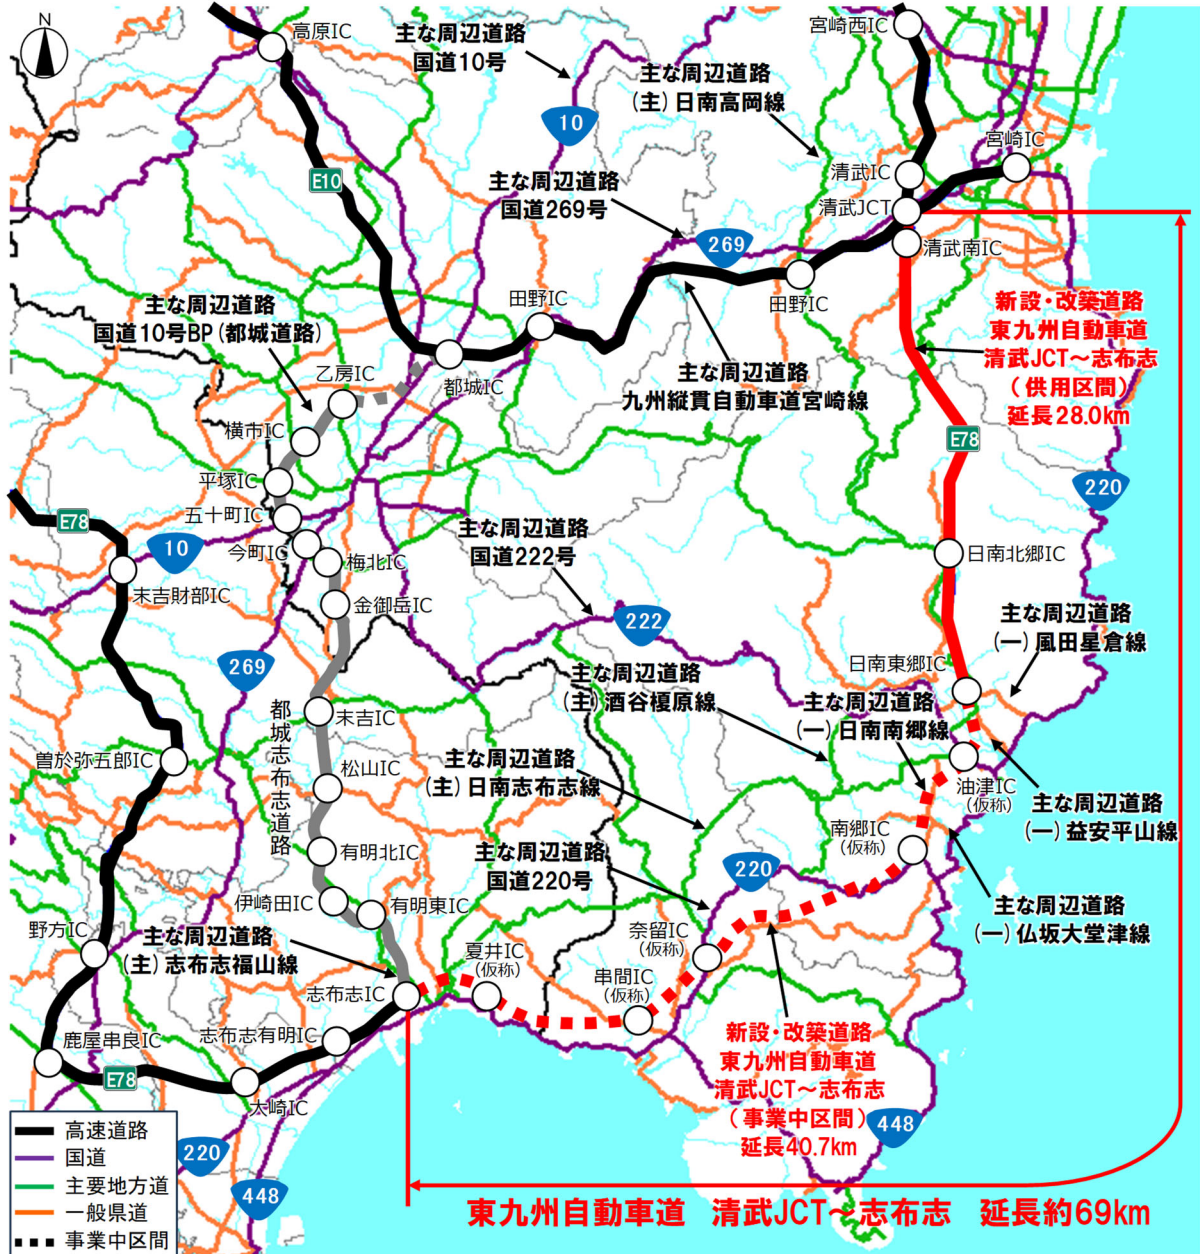 N
高原IC
主な周辺道路
国道10号
10
宮崎西IC
主な周辺道路
(主)日南高岡線
宮崎IC
清武IC
清武JCT
清武南IC
E10
主な周辺道路
国道269号
269
田野IC
田野IC
新設・改築道路
東九州自動車道
清武JCT～志布志
(供用区間)
延長28.0km
主な周辺道路
国道10号BP(都城道路)
乙房IC
都城IC
主な周辺道路
九州縦貫自動車道宮崎線
横市IC
E78
平塚IC
220
E78
五十町IC
10
今町IC
梅北IC
主な周辺道路
国道222号
日南北郷IC
末吉財部IC
金御岳IC
222
主な周辺道路
(一)風田星倉線
269
日南東郷IC
主な周辺道路
(主)酒谷榎原線
主な周辺道路
(一)日南南郷線
末吉IC
都城志布志道路
曽於弥五郎IC
松山IC
主な周辺道路
(主)日南志布志線
油津IC
(仮称)
主な周辺道路
(一)益安平山線
南郷IC
(仮称)
有明北IC
主な周辺道路
国道220号
220
伊崎田IC
有明東IC
主な周辺道路
(一)仏坂大堂津線
野方IC
主な周辺道路
(主)志布志福山線
夏井IC
(仮称)
奈留IC
(仮称)
志布志IC
串間IC
(仮称)
鹿屋串良IC
志布志有明IC
新設・改築道路
東九州自動車道
清武JCT～志布志
(事業中区間)
延長40.7km
E78
大崎IC
448
高速道路
国道
主要地方道
一般県道
事業中区間
220
448
東九州自動車道 清武JCT～志布志 延長約69km